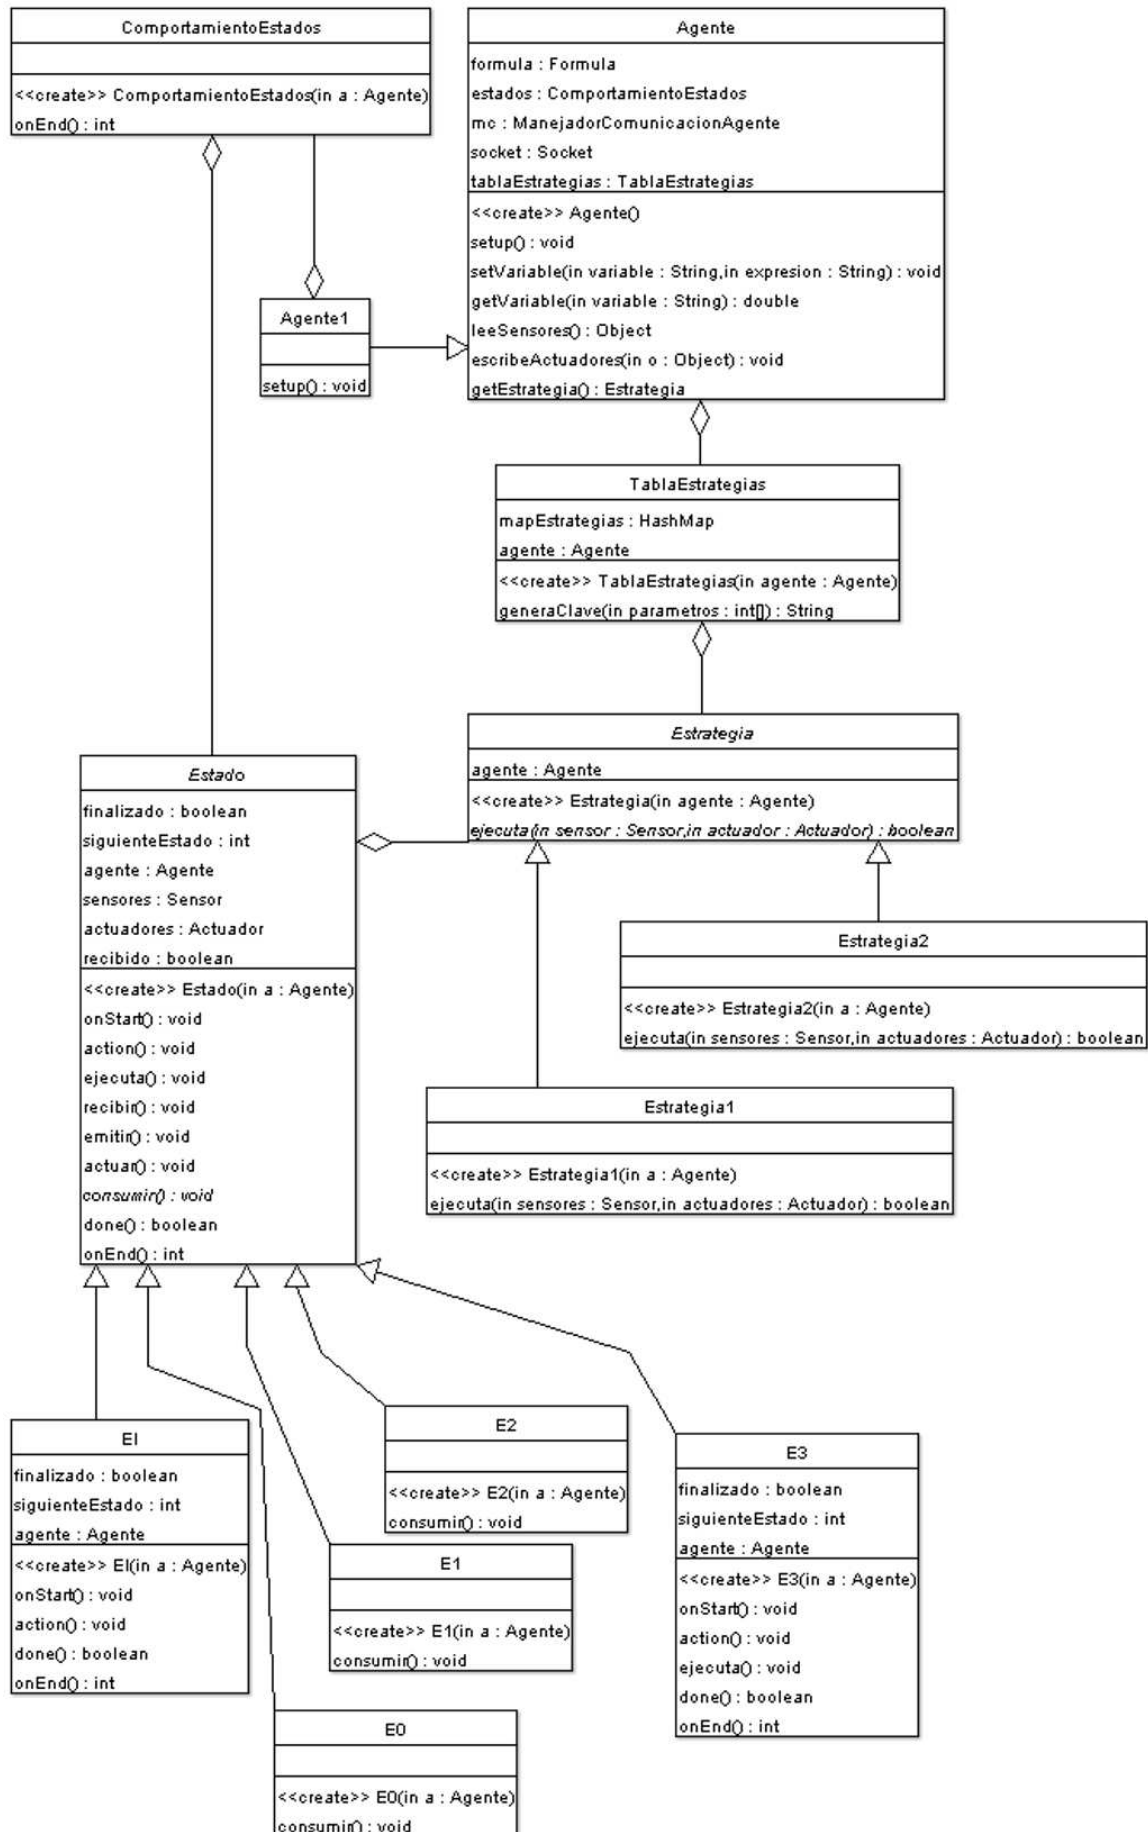 ComportamientoEstados
<<create>> ComportamientoEstados(in a : Agente)
onEnd() : int
Agente
formula : Formula
estados : ComportamientoEstados
mc : ManejadorComunicacionAgente
socket : Socket
tablaEstrategias : TablaEstrategias
<<create>> Agente()
setup() : void
setVariable(in variable : String,in expresion : String) : void
getVariable(in variable : String) : double
leeSensores() : Object
escribeActuadores(in o : Object) : void
getEstrategia() : Estrategia
Agente1
setup() : void
TablaEstrategias
mapEstrategias : HashMap
agente : Agente
<<create>> TablaEstrategias(in agente : Agente)
generaClave(in parametros : int[]) : String
Estrategia
agente : Agente
<<create>> Estrategia(in agente : Agente)
ejecuta(in sensor : Sensor,in actuador : Actuador) : boolean
Estado
finalizado : boolean
siguienteEstado : int
agente : Agente
sensores : Sensor
actuadores : Actuador
recibido : boolean
<<create>> Estado(in a : Agente)
onStart() : void
action() : void
ejecuta() : void
recibir() : void
emitir() : void
actuar() : void
consumir() : void
done() : boolean
onEnd() : int
Estrategia2
<<create>> Estrategia2(in a : Agente)
ejecuta(in sensores : Sensor,in actuadores : Actuador) : boolean
Estrategia1
<<create>> Estrategia1(in a : Agente)
ejecuta(in sensores : Sensor,in actuadores : Actuador) : boolean
EI
finalizado : boolean
siguienteEstado : int
agente : Agente
<<create>> EI(in a : Agente)
onStart() : void
action() : void
done() : boolean
onEnd() : int
E2
<<create>> E2(in a : Agente)
consumir() : void
E3
finalizado : boolean
siguienteEstado : int
agente : Agente
<<create>> E3(in a : Agente)
onStart() : void
action() : void
ejecuta() : void
done() : boolean
onEnd() : int
E1
<<create>> E1(in a : Agente)
consumir() : void
E0
<<create>> E0(in a : Agente)
consumir() : void